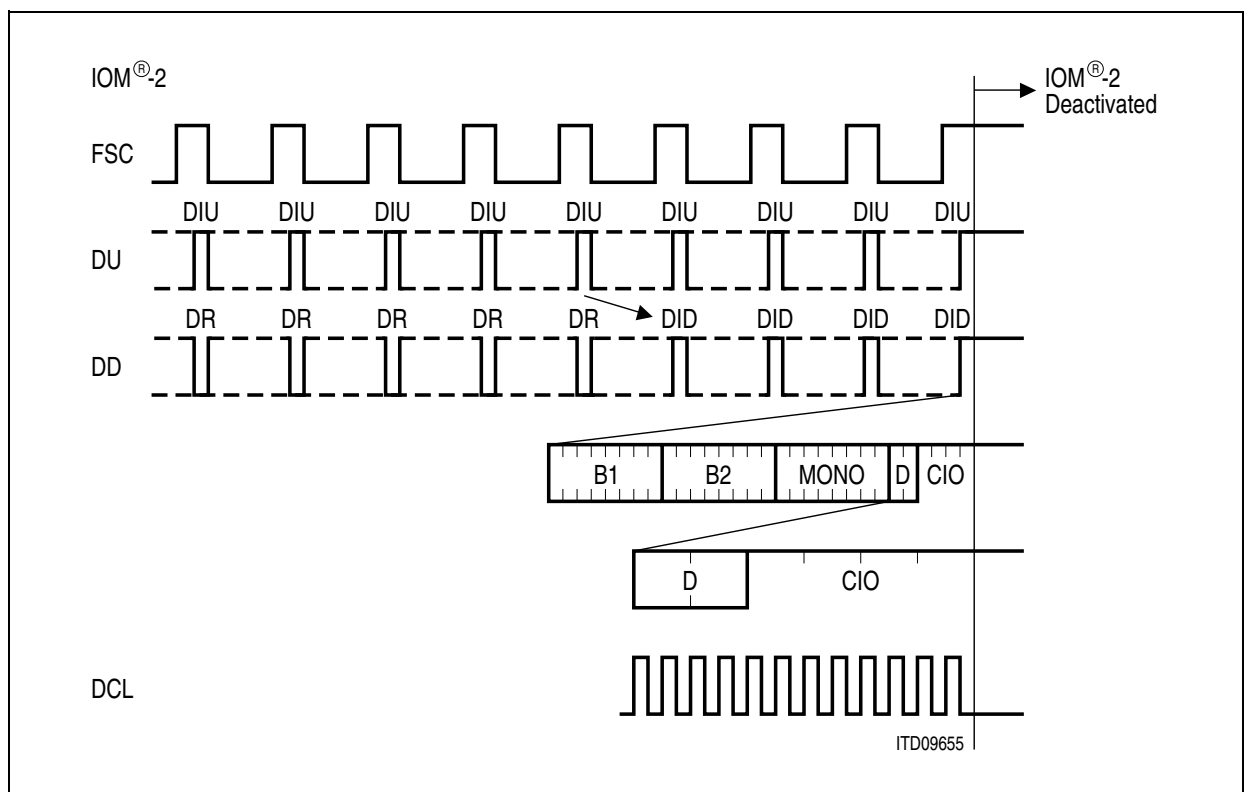 IOM®-2
IOM®-2
Deactivated
FSC
DIU DIU DIU DIU DIU DIU DIU DIU DIU
DU
DR DR DR DR DR DID DID DID DID
DD
B1 B2 MONO D CIO
D CIO
DCL
ITD09655